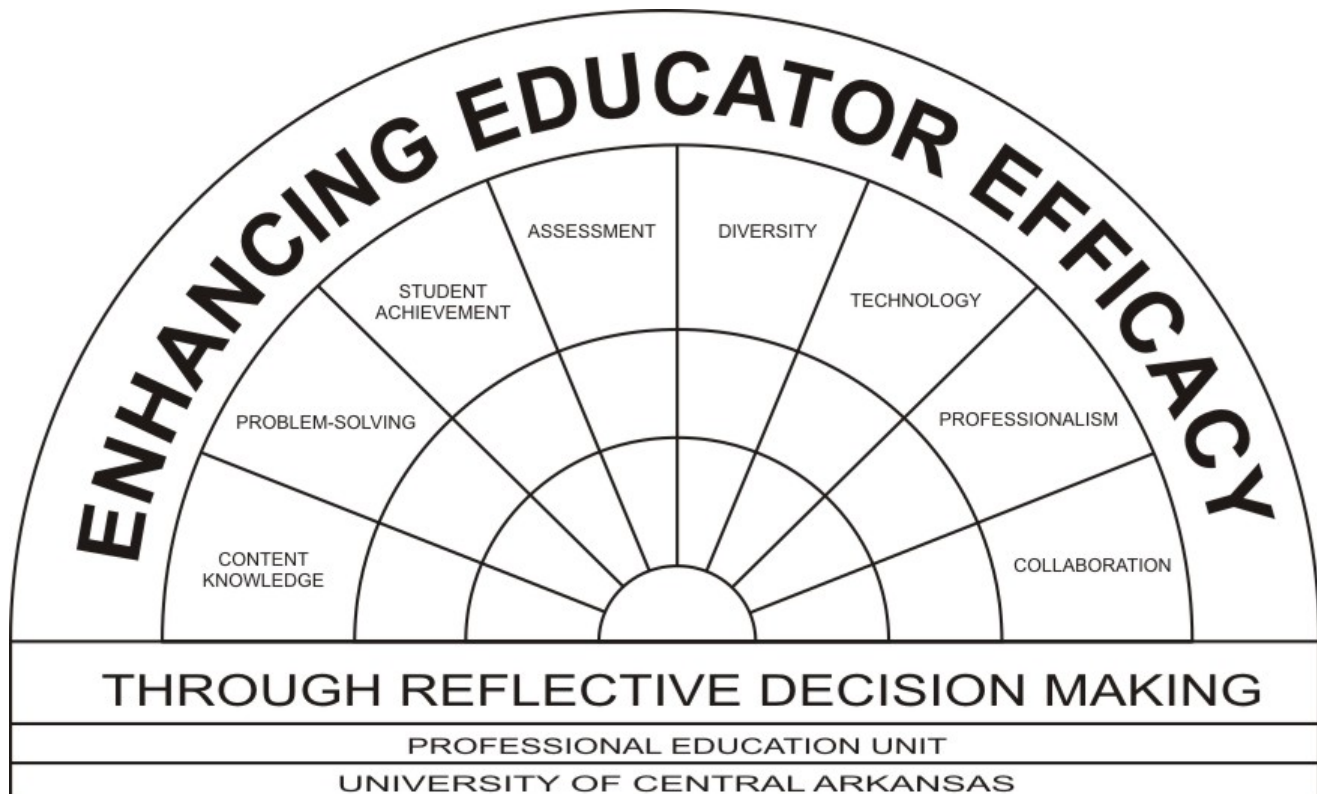 ENHANCING EDUCATOR EFFICACY
ASSESSMENT
DIVERSITY
STUDENT
ACHIEVEMENT
TECHNOLOGY
PROBLEM-SOLVING
PROFESSIONALISM
CONTENT
KNOWLEDGE
COLLABORATION
THROUGH REFLECTIVE DECISION MAKING
PROFESSIONAL EDUCATION UNIT
UNIVERSITY OF CENTRAL ARKANSAS